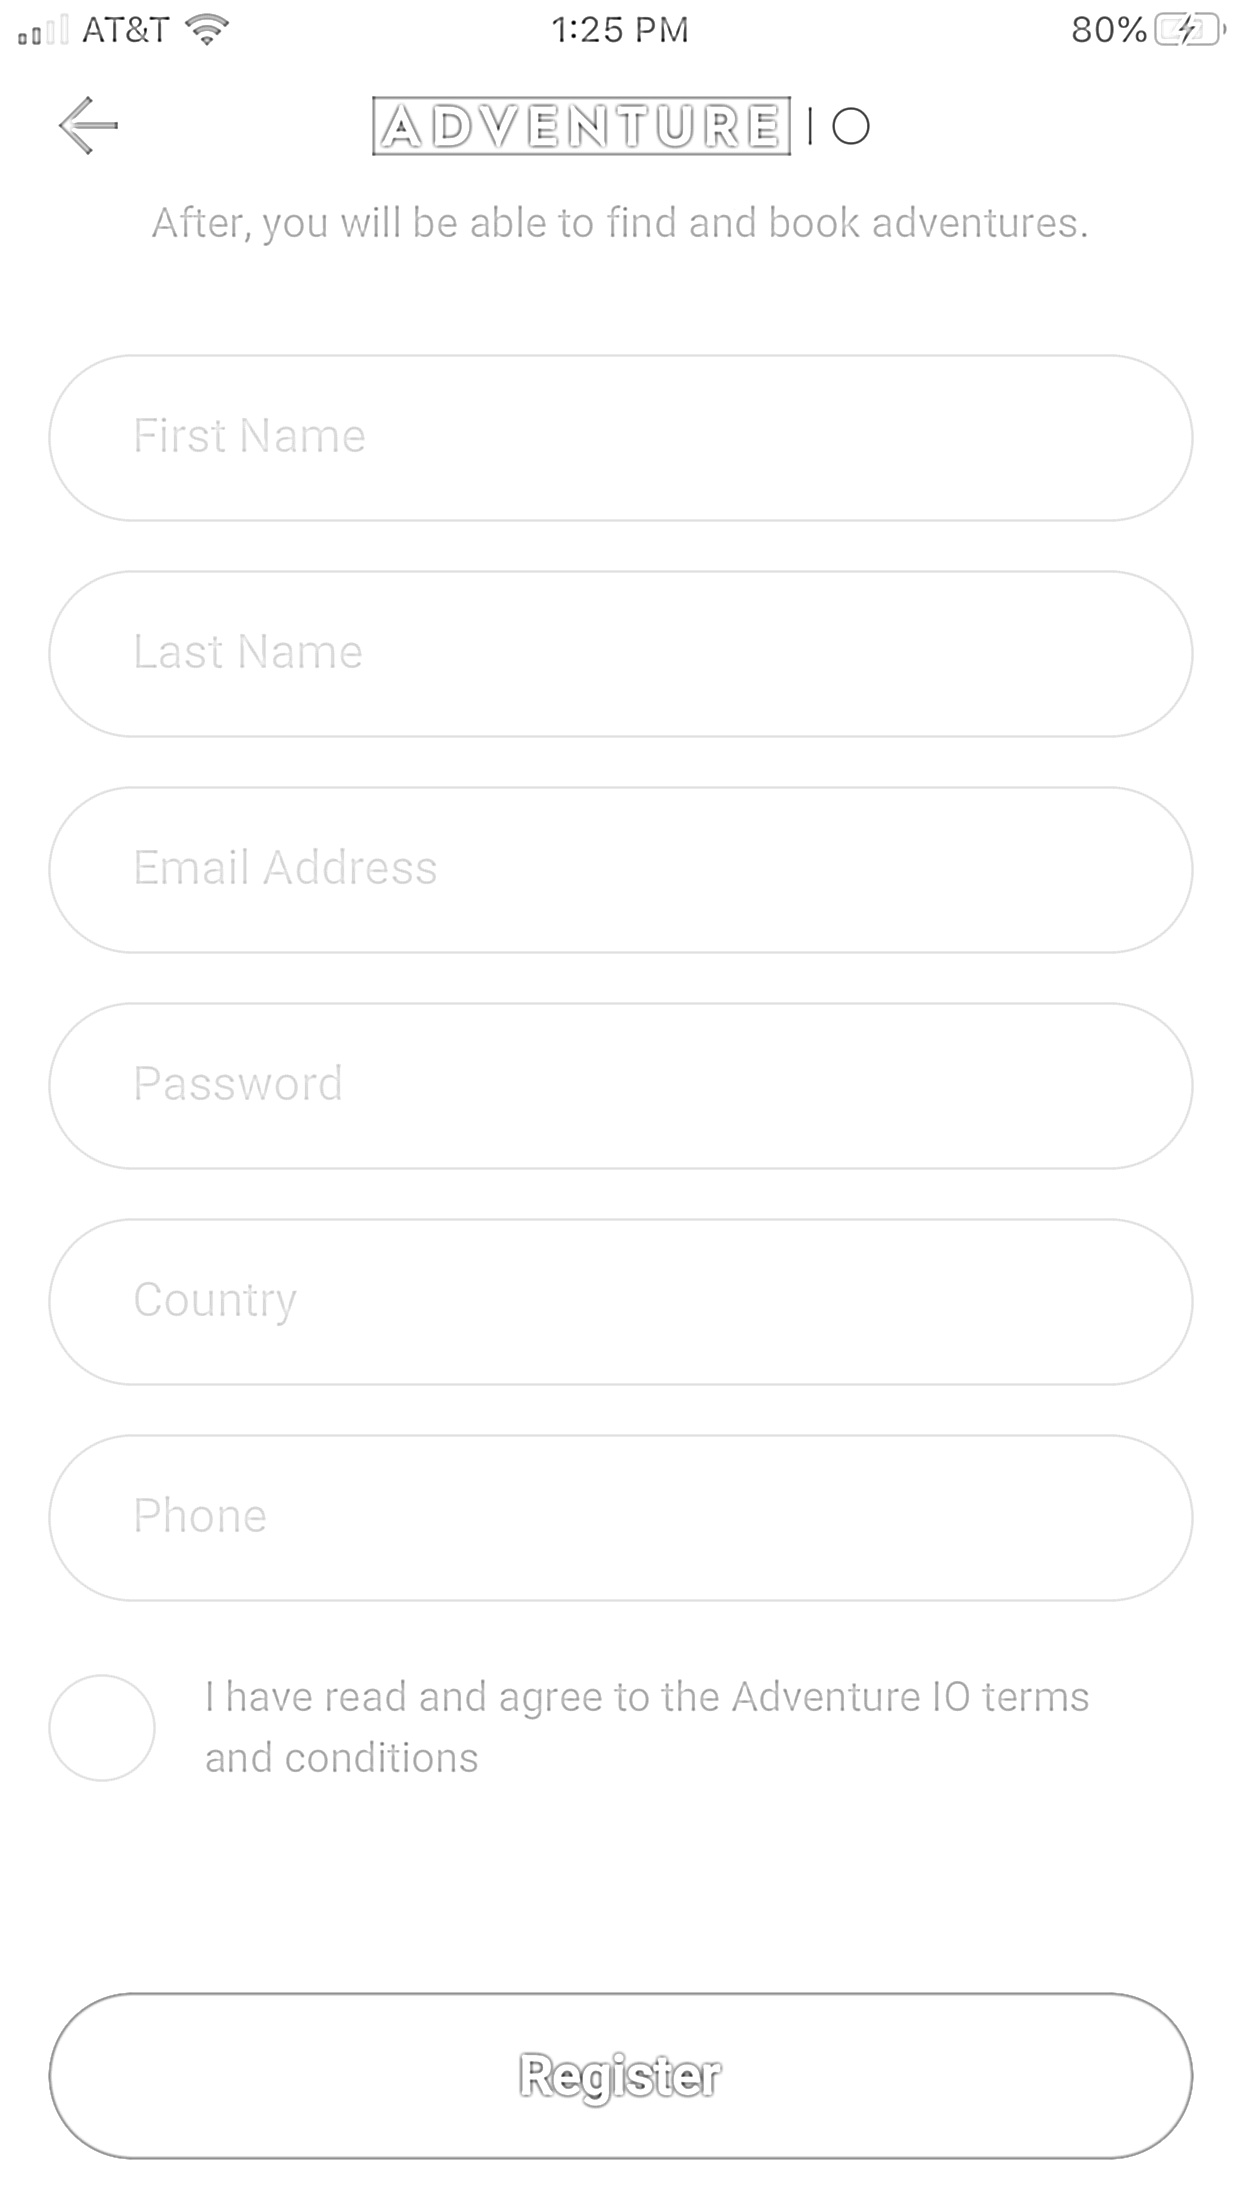 AT&T 1:25 PM 80%
ADVENTURE IO
After, you will be able to find and book adventures.
First Name
Last Name
Email Address
Password
Country
Phone
I have read and agree to the Adventure IO terms
and conditions
Register